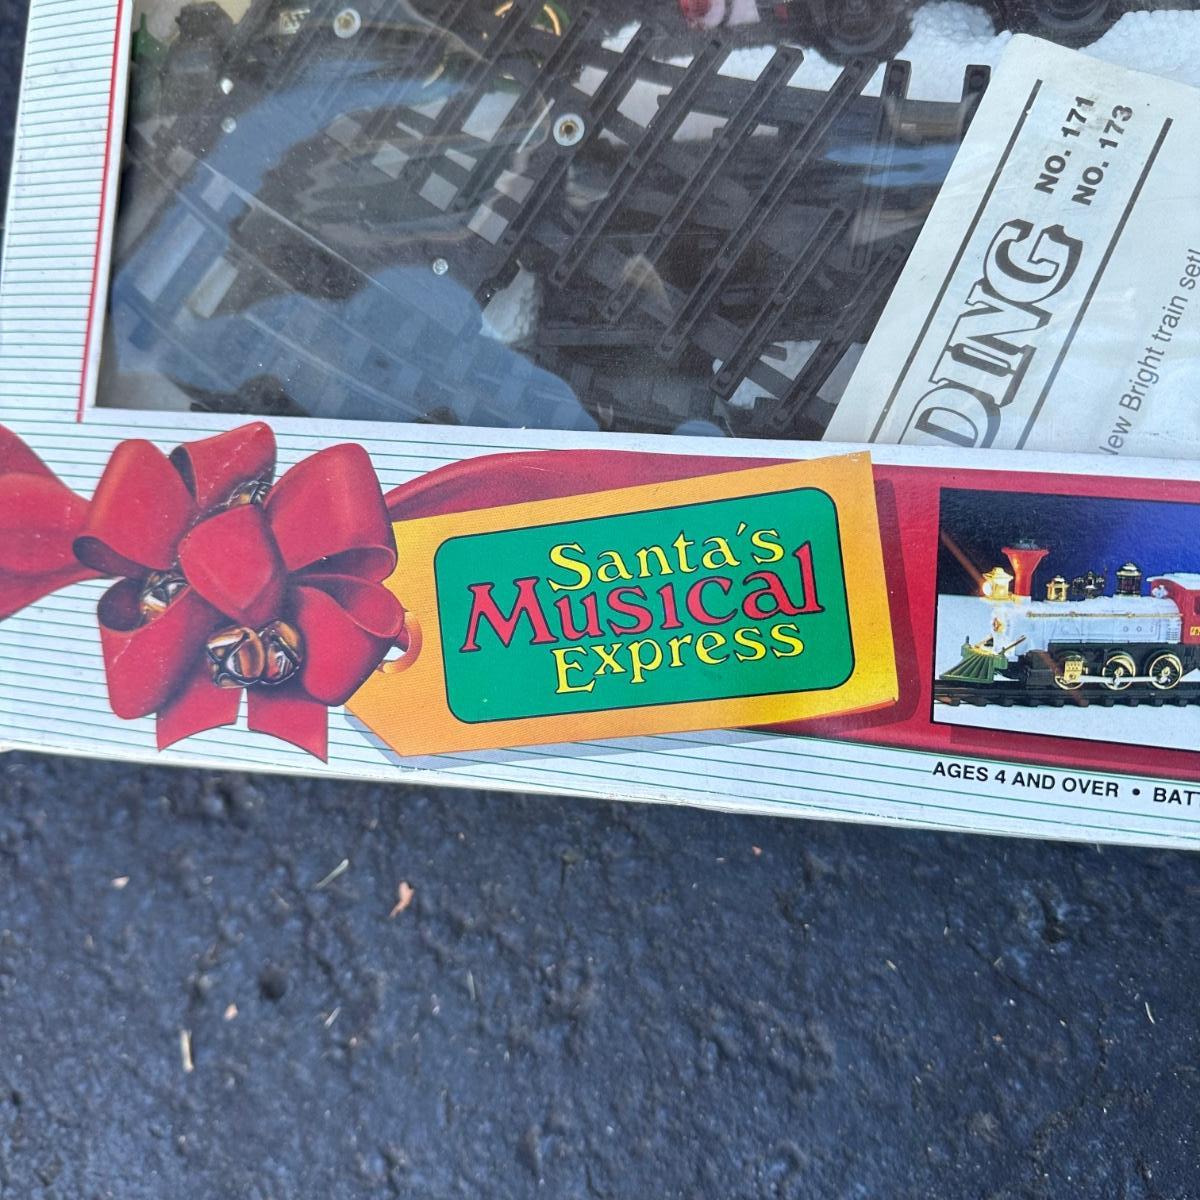 NO. 171
NO. 173
DING
New Bright train set!
Santa's
Musical
Express
AGES 4 AND OVER • BATT